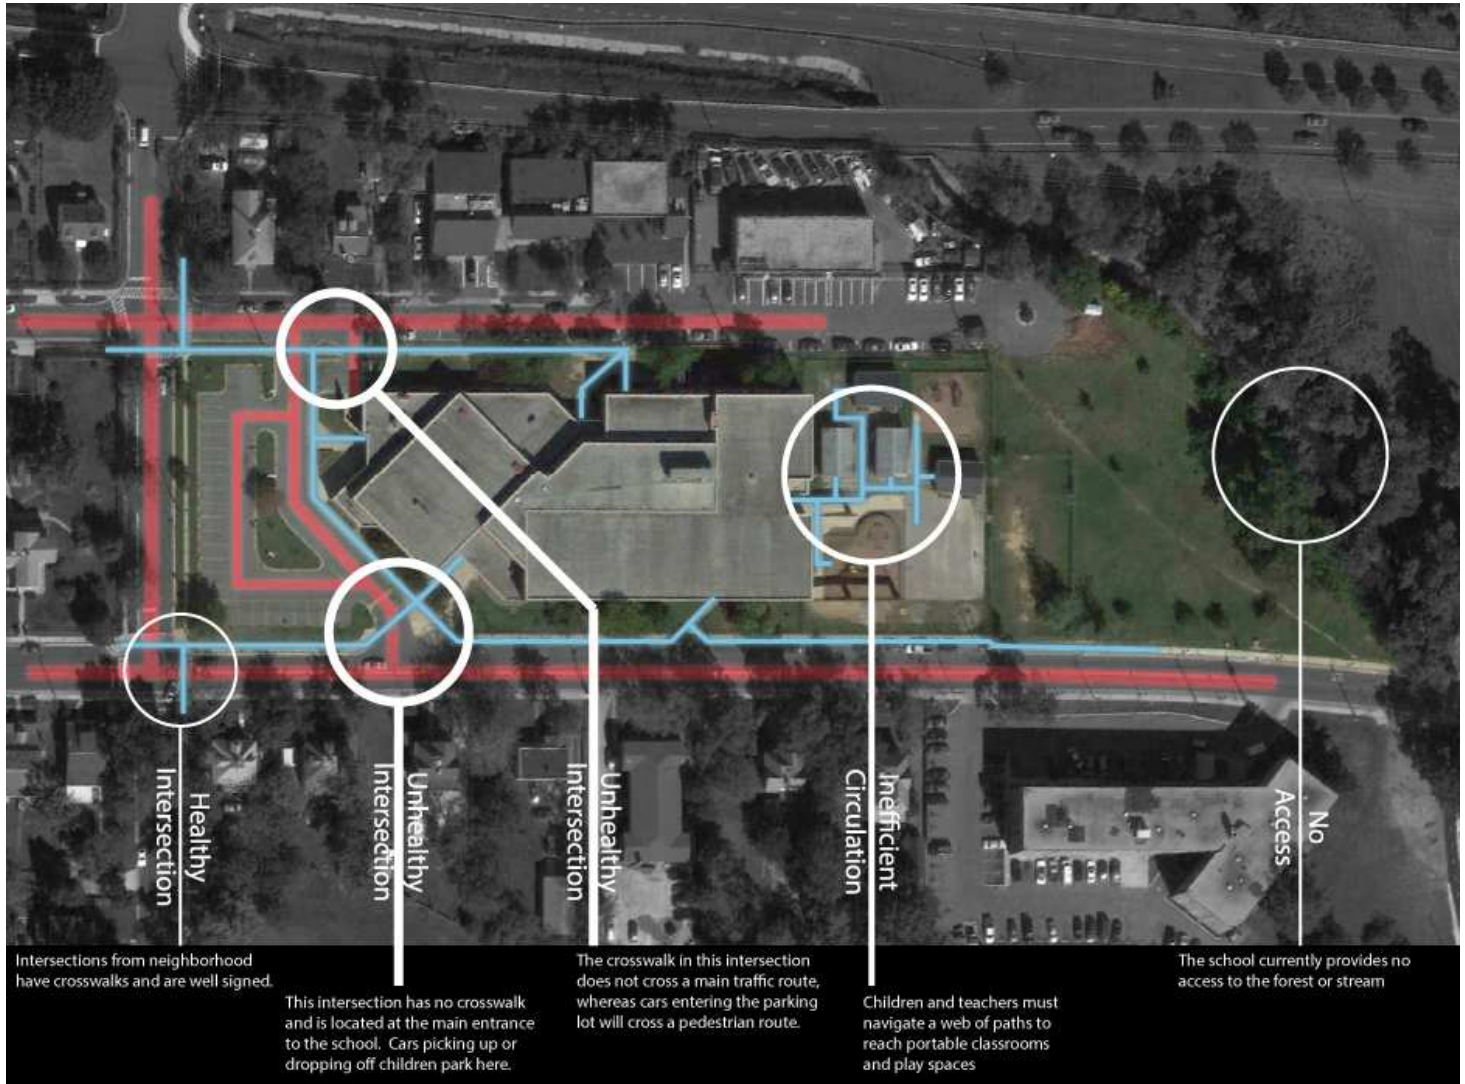 Healthy
Intersection
Unhealthy
Intersection
Unhealthy
Intersection
Inefficient
Circulation
No
Access
Intersections from neighborhood
have crosswalks and are well signed.
This intersection has no crosswalk
and is located at the main entrance
to the school.  Cars picking up or
dropping off children park here.
The crosswalk in this intersection
does not cross a main traffic route,
whereas cars entering the parking
lot will cross a pedestrian route.
Children and teachers must
navigate a web of paths to
reach portable classrooms
and play spaces
The school currently provides no
access to the forest or stream